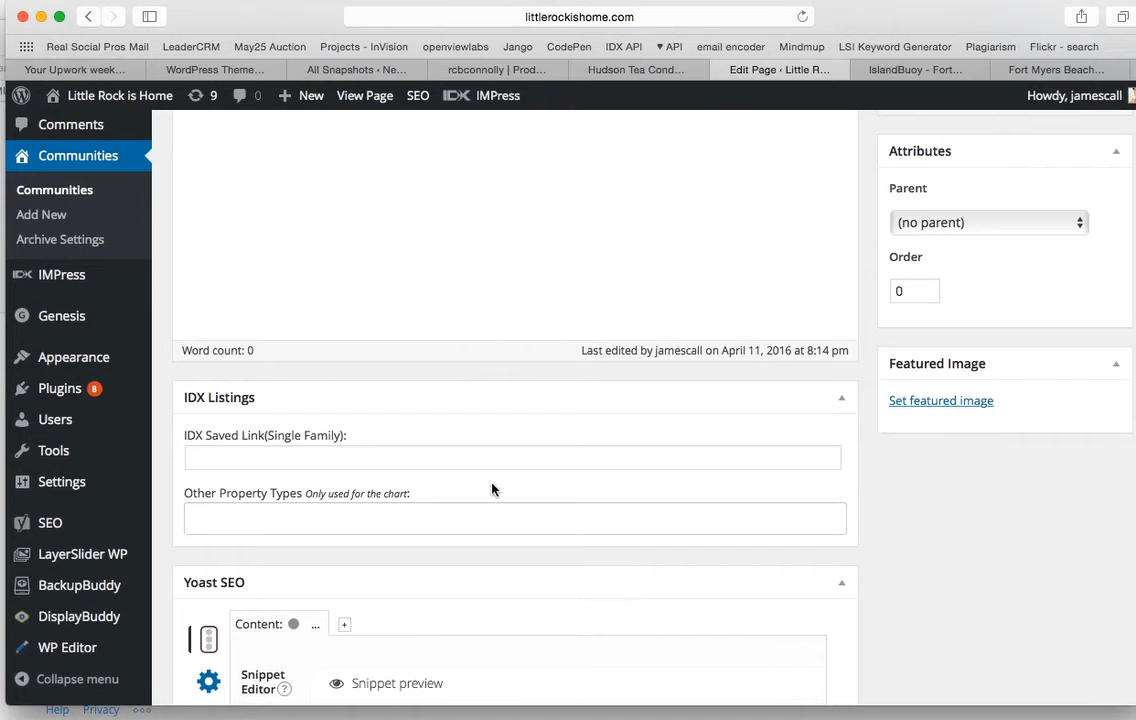 littlerockishome.com
Real Social Pros Mail LeaderCRM May25 Auction Projects - InVision openviewlabs Jango CodePen IDX API ♥ API email encoder Mindmup LSI Keyword Generator Plagiarism Flickr - search
Your Upwork week... WordPress Theme... All Snapshots ‹ Ne... rcbconnolly | Prod... Hudson Tea Cond... Edit Page ‹ Little R... IslandBuoy - Fort... Fort Myers Beach...
Little Rock is Home 9 0 + New View Page SEO IDX IMPress Howdy, jamescall
Comments
Communities
Communities
Add New
Archive Settings
IDX IMPress
Genesis
Appearance
Plugins 8
Users
Tools
Settings
SEO
LayerSlider WP
BackupBuddy
DisplayBuddy
WP Editor
Collapse menu
Help Privacy
Word count: 0 Last edited by jamescall on April 11, 2016 at 8:14 pm
IDX Listings
IDX Saved Link(Single Family):
Other Property Types Only used for the chart:
Yoast SEO
Content: ... +
Snippet
Editor ?
Snippet preview
Attributes
Parent
(no parent)
Order
0
Featured Image
Set featured image